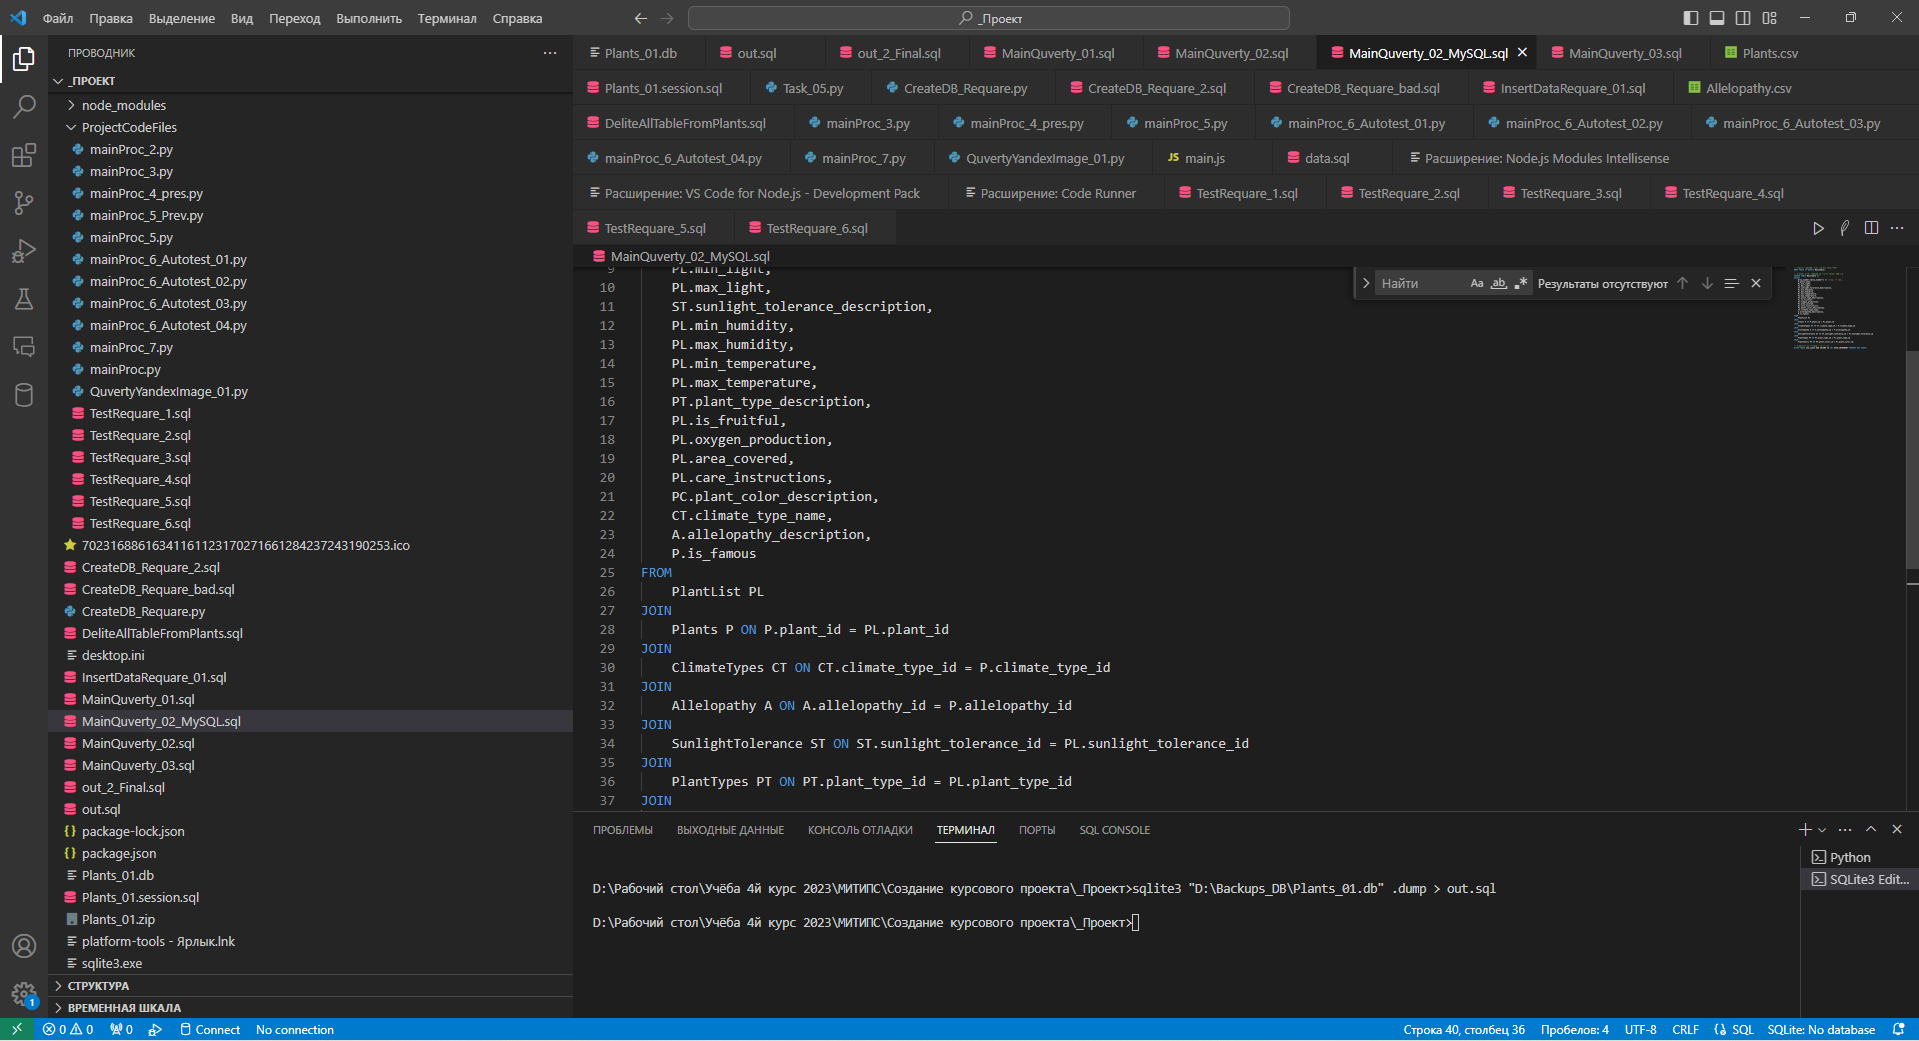 Файл Правка Выделение Вид Переход Выполнить Терминал Справка
_Проект
ПРОВОДНИК
_ПРОЕКТ
node_modules
ProjectCodeFiles
mainProc_2.py
mainProc_3.py
mainProc_4_pres.py
mainProc_5_Prev.py
mainProc_5.py
mainProc_6_Autotest_01.py
mainProc_6_Autotest_02.py
mainProc_6_Autotest_03.py
mainProc_6_Autotest_04.py
mainProc_7.py
mainProc.py
QuvertyYandexImage_01.py
TestRequare_1.sql
TestRequare_2.sql
TestRequare_3.sql
TestRequare_4.sql
TestRequare_5.sql
TestRequare_6.sql
CreateDB_Requare_2.sql
CreateDB_Requare_bad.sql
CreateDB_Requare.py
DeliteAllTableFromPlants.sql
desktop.ini
InsertDataRequare_01.sql
MainQuverty_01.sql
MainQuverty_02_MySQL.sql
MainQuverty_02.sql
MainQuverty_03.sql
out_2_Final.sql
out.sql
package-lock.json
package.json
Plants_01.db
Plants_01.session.sql
Plants_01.zip
platform-tools - Ярлык.lnk
sqlite3.exe
СТРУКТУРА
ВРЕМЕННАЯ ШКАЛА
Plants_01.db out.sql out_2_Final.sql MainQuverty_01.sql MainQuverty_02.sql MainQuverty_02_MySQL.sql MainQuverty_03.sql Plants.csv
Plants_01.session.sql Task_05.py CreateDB_Requare.py CreateDB_Requare_2.sql CreateDB_Requare_bad.sql InsertDataRequare_01.sql Allelopathy.csv
DeliteAllTableFromPlants.sql mainProc_3.py mainProc_4_pres.py mainProc_5.py mainProc_6_Autotest_01.py mainProc_6_Autotest_02.py mainProc_6_Autotest_03.py
mainProc_6_Autotest_04.py mainProc_7.py QuvertyYandexImage_01.py JS main.js data.sql Расширение: Node.js Modules Intellisense
Расширение: VS Code for Node.js - Development Pack Расширение: Code Runner TestRequare_1.sql TestRequare_2.sql TestRequare_3.sql TestRequare_4.sql
TestRequare_5.sql TestRequare_6.sql
MainQuverty_02_MySQL.sql
Найти Aa ab Результаты отсутствуют
9 PL.min_light,
10 PL.max_light,
11 ST.sunlight_tolerance_description,
12 PL.min_humidity,
13 PL.max_humidity,
14 PL.min_temperature,
15 PL.max_temperature,
16 PT.plant_type_description,
17 PL.is_fruitful,
18 PL.oxygen_production,
19 PL.area_covered,
20 PL.care_instructions,
21 PC.plant_color_description,
22 CT.climate_type_name,
23 A.allelopathy_description,
24 P.is_famous
25 FROM
26 PlantList PL
27 JOIN
28 Plants P ON P.plant_id = PL.plant_id
29 JOIN
30 ClimateTypes CT ON CT.climate_type_id = P.climate_type_id
31 JOIN
32 Allelopathy A ON A.allelopathy_id = P.allelopathy_id
33 JOIN
34 SunlightTolerance ST ON ST.sunlight_tolerance_id = PL.sunlight_tolerance_id
35 JOIN
36 PlantTypes PT ON PT.plant_type_id = PL.plant_type_id
37 JOIN
ПРОБЛЕМЫ ВЫХОДНЫЕ ДАННЫЕ КОНСОЛЬ ОТЛАДКИ ТЕРМИНАЛ ПОРТЫ SQL CONSOLE
Python
SQLite3 Edit...
D:\Рабочий стол\Учёба 4й курс 2023\МИТИПС\Создание курсового проекта\_Проект>sqlite3 "D:\Backups_DB\Plants_01.db" .dump > out.sql
D:\Рабочий стол\Учёба 4й курс 2023\МИТИПС\Создание курсового проекта\_Проект>
1
0 0 0 Connect No connection
Строка 40, столбец 36 Пробелов: 4 UTF-8 CRLF SQL SQLite: No database